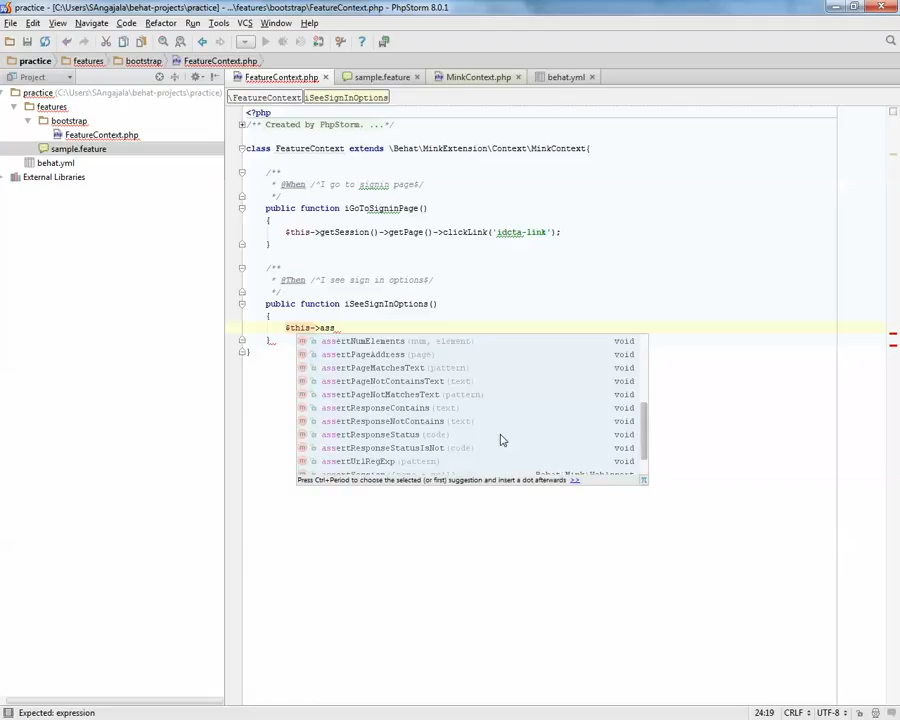 practice - [C:\Users\SAngajala\behat-projects\practice] - ...\features\bootstrap\FeatureContext.php - PhpStorm 8.0.1
File Edit View Navigate Code Refactor Run Tools VCS Window Help
practice features bootstrap FeatureContext.php
Project FeatureContext.php sample.feature MinkContext.php behat.yml
practice (C:\Users\SAngajala\behat-projects\practice)
features
bootstrap
FeatureContext.php
sample.feature
behat.yml
External Libraries
\FeatureContext iSeeSignInOptions
<?php
/** Created by PhpStorm. ...*/
class FeatureContext extends \Behat\MinkExtension\Context\MinkContext{
/**
* @When /^I go to signin page$/
*/
public function iGoToSigninPage()
{
$this->getSession()->getPage()->clickLink('idcta-link');
}
/**
* @Then /^I see sign in options$/
*/
public function iSeeSignInOptions()
{
$this->ass
}
}
assertNumElements(num, element) void
assertPageAddress(page) void
assertPageMatchesText(pattern) void
assertPageNotContainsText(text) void
assertPageNotMatchesText(pattern) void
assertResponseContains(text) void
assertResponseNotContains(text) void
assertResponseStatus(code) void
assertResponseStatusIsNot(code) void
assertUrlRegExp(pattern) void
Press Ctrl+Period to choose the selected (or first) suggestion and insert a dot afterwards >>
Expected: expression 24:19 CRLF UTF-8